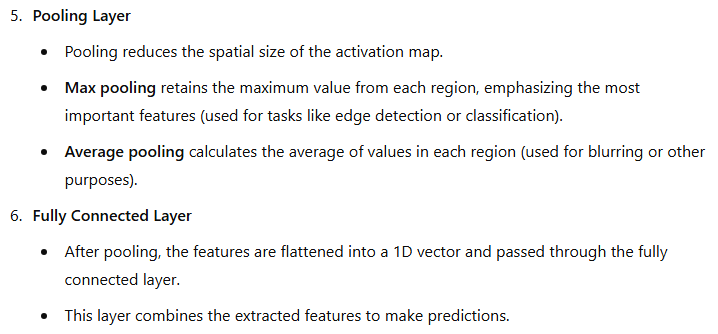 5. Pooling Layer
• Pooling reduces the spatial size of the activation map.
• Max pooling retains the maximum value from each region, emphasizing the most
important features (used for tasks like edge detection or classification).
• Average pooling calculates the average of values in each region (used for blurring or other
purposes).
6. Fully Connected Layer
• After pooling, the features are flattened into a 1D vector and passed through the fully
connected layer.
• This layer combines the extracted features to make predictions.